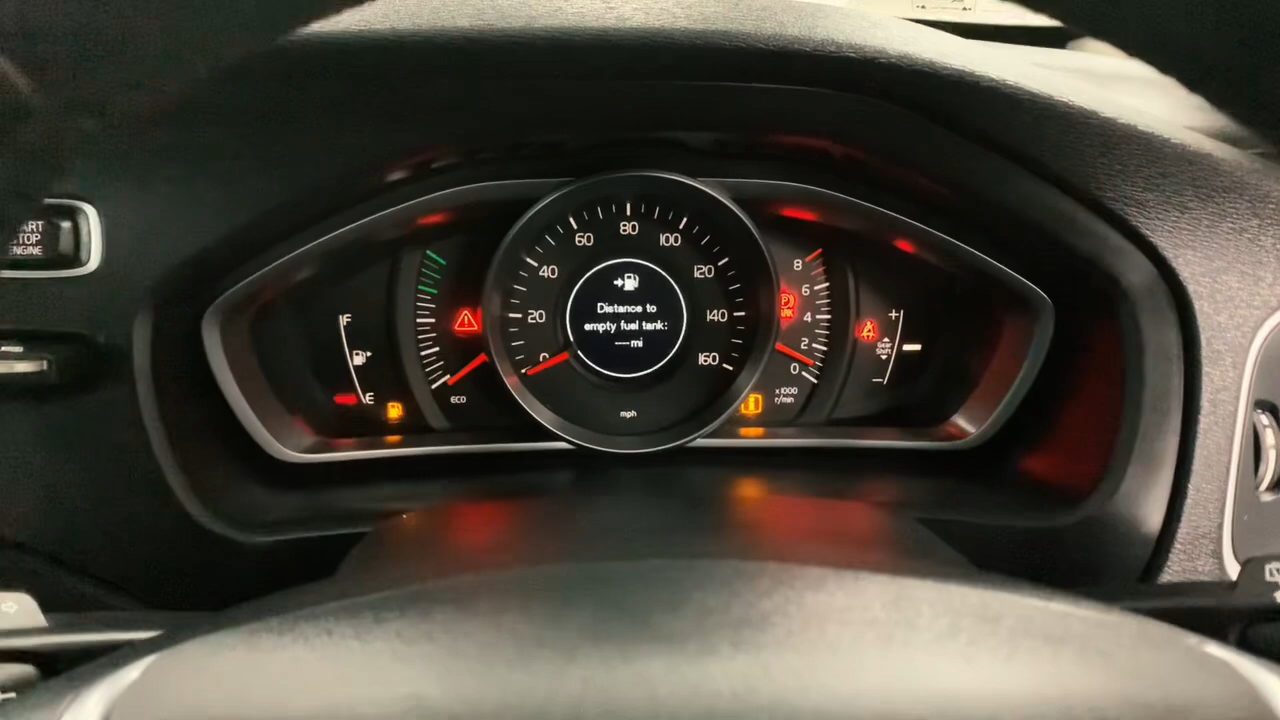 START
STOP
ENGINE
F
E
ECO
0
20
40
60
80
100
120
140
160
Distance to
empty fuel tank:
---- mi
mph
8
6
4
2
0
x1000
r/min
+
Gear
Shift
−